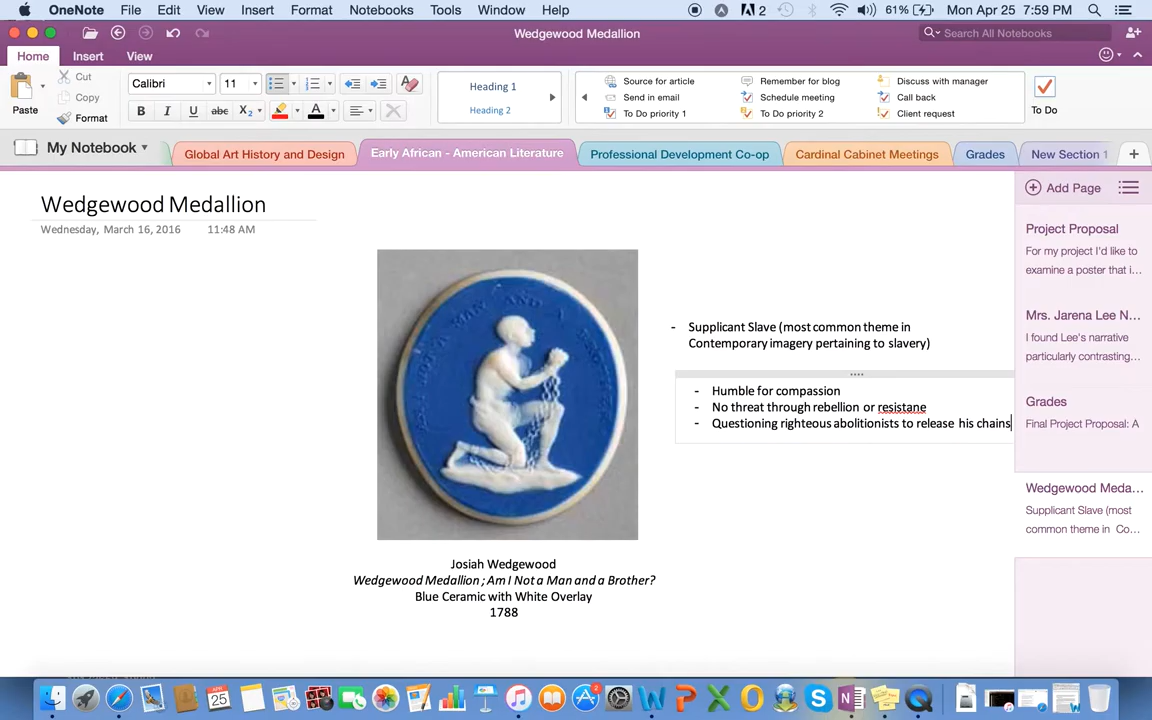 OneNote File Edit View Insert Format Notebooks Tools Window Help 2 61% Mon Apr 25 7:59 PM
Wedgewood Medallion Search All Notebooks
Home Insert View
Paste Cut Copy Format
Calibri 11
B I U abc X2 A
Heading 1
Heading 2
Source for article Remember for blog Discuss with manager
Send in email Schedule meeting Call back
To Do priority 1 To Do priority 2 Client request
To Do
My Notebook Global Art History and Design Early African - American Literature Professional Development Co-op Cardinal Cabinet Meetings Grades New Section 1
Add Page
Wedgewood Medallion
Wednesday, March 16, 2016 11:48 AM
- Supplicant Slave (most common theme in
Contemporary imagery pertaining to slavery)
- Humble for compassion
- No threat through rebellion or resistane
- Questioning righteous abolitionists to release his chains
Josiah Wedgewood
Wedgewood Medallion ; Am I Not a Man and a Brother?
Blue Ceramic with White Overlay
1788
Project Proposal
For my project I'd like to
examine a poster that i...
Mrs. Jarena Lee N...
I found Lee's narrative
particularly contrasting...
Grades
Final Project Proposal: A
Wedgewood Meda...
Supplicant Slave (most
common theme in Co...
APR
25
2